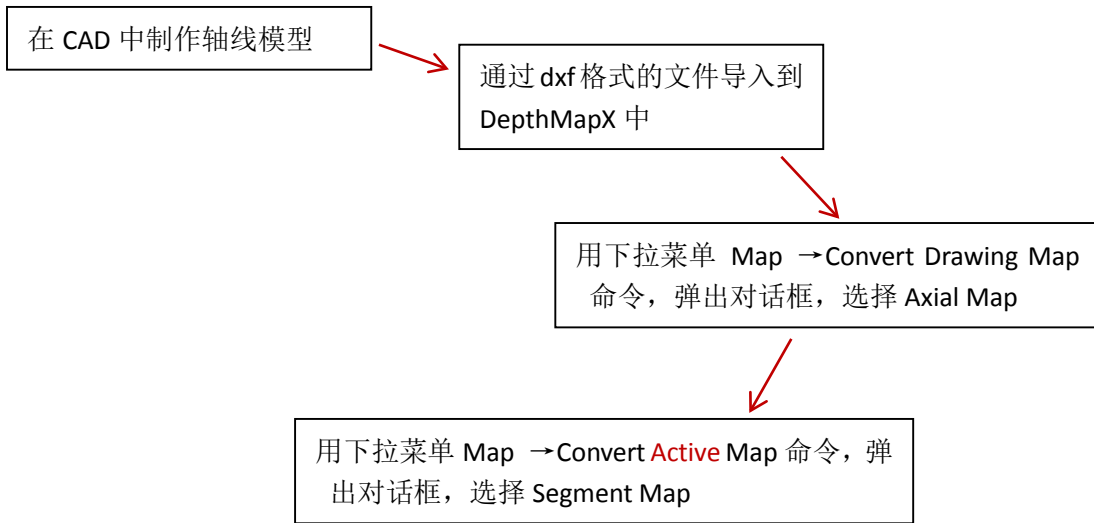 在 CAD 中制作轴线模型
通过 dxf 格式的文件导入到
DepthMapX 中
用下拉菜单 Map →Convert Drawing Map
命令，弹出对话框，选择 Axial Map
用下拉菜单 Map →Convert Active Map 命令，弹
出对话框，选择 Segment Map